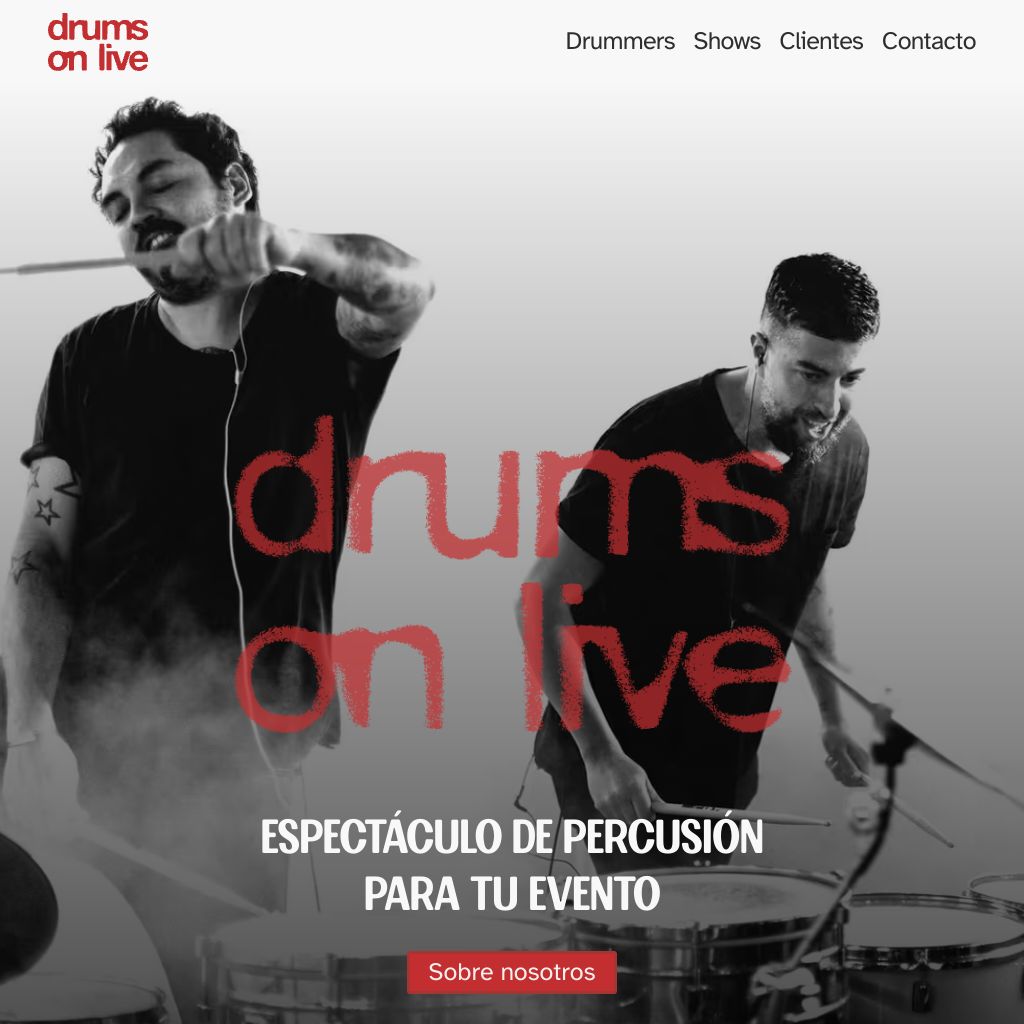 drums
on live
Drummers Shows Clientes Contacto
drums
on live
ESPECTÁCULO DE PERCUSIÓN
PARA TU EVENTO
Sobre nosotros